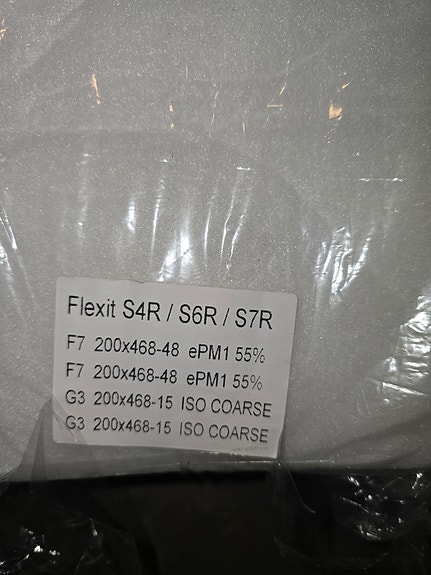 Flexit S4R / S6R / S7R
F7 200x468-48 ePM1 55%
F7 200x468-48 ePM1 55%
G3 200x468-15 ISO COARSE
G3 200x468-15 ISO COARSE